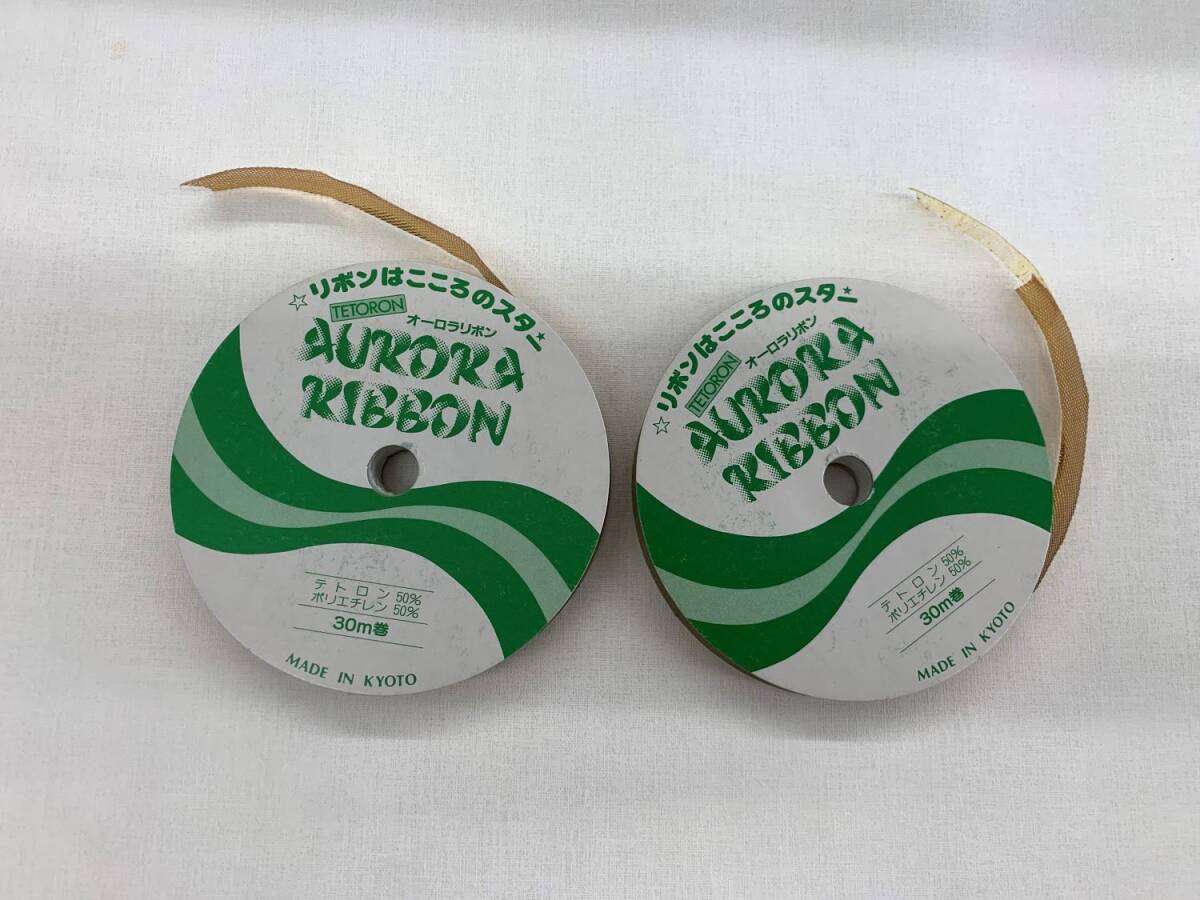 ☆リボンはこころのスター★
TETORON
オーロラリボン
AURORA
RIBBON
テトロン 50%
ポリエチレン 50%
30m巻
MADE IN KYOTO
☆リボンはこころのスター★
TETORON
オーロラリボン
AURORA
RIBBON
テトロン 50%
ポリエチレン 50%
30m巻
MADE IN KYOTO